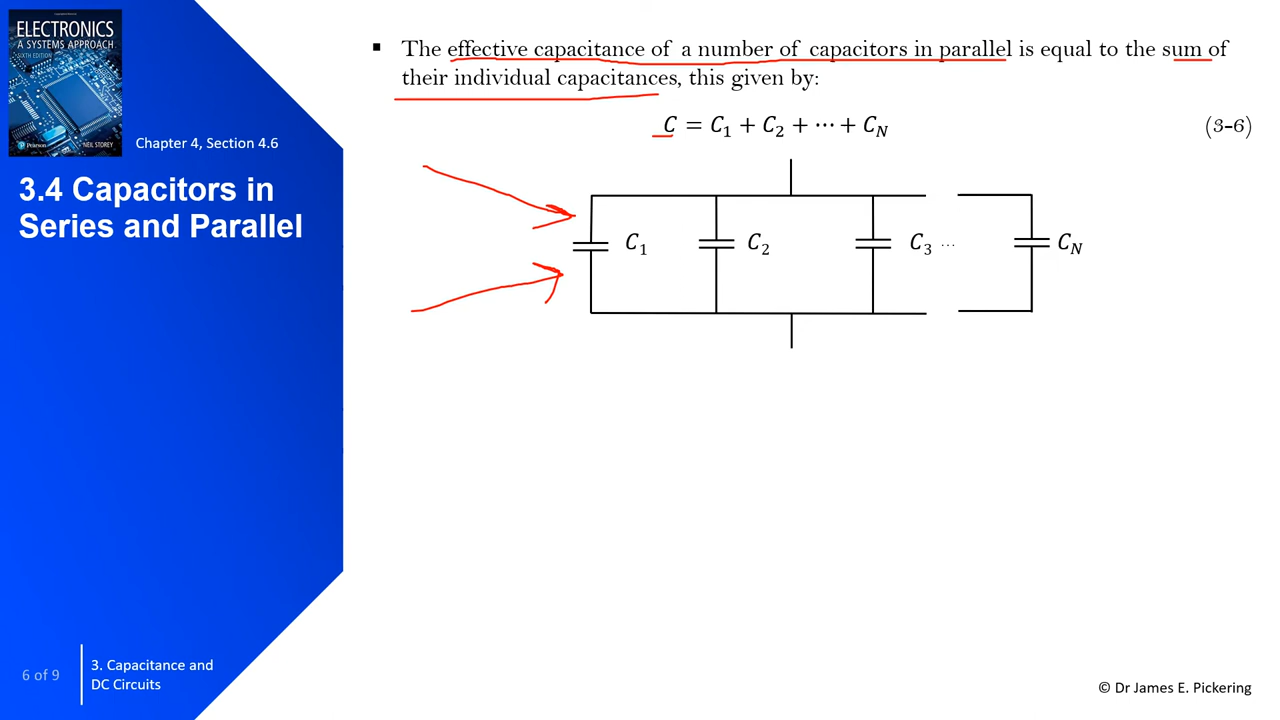 ELECTRONICS
A SYSTEMS APPROACH
SIXTH EDITION
Pearson
NEIL STOREY
Chapter 4, Section 4.6
3.4 Capacitors in
Series and Parallel
▪ The effective capacitance of a number of capacitors in parallel is equal to the sum of
their individual capacitances, this given by:
C = C₁ + C₂ + ⋯ + C_N (3-6)
C₁ C₂ C₃ ... C_N
6 of 9
3. Capacitance and
DC Circuits
© Dr James E. Pickering